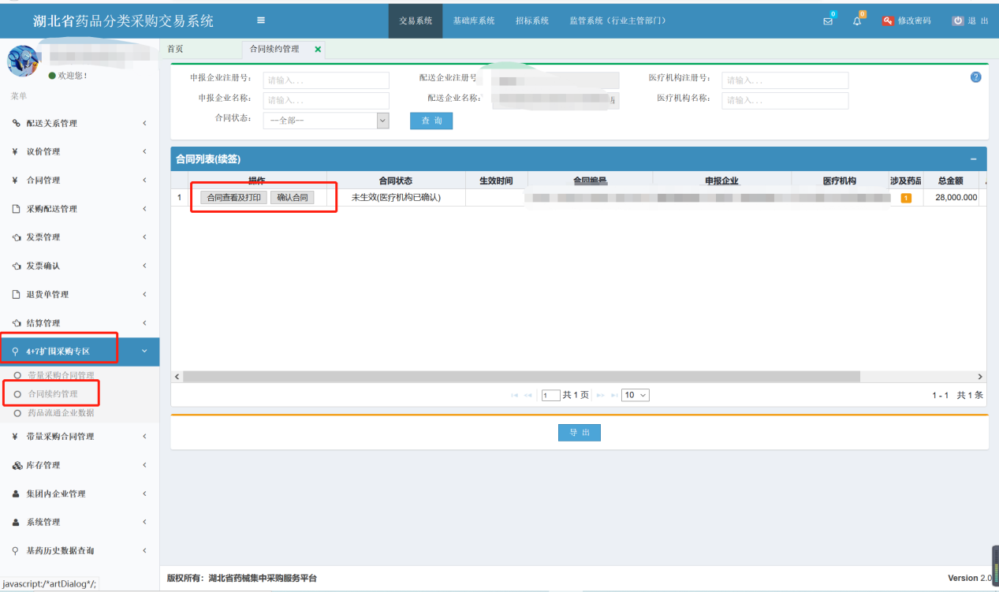 湖北省药品分类采购交易系统
交易系统 基础库系统 招标系统 监管系统（行业主管部门） 0 0 修改密码 退 出
欢迎您！
菜单
配送关系管理
议价管理
合同管理
采购配送管理
发票管理
发票确认
退货单管理
结算管理
4+7扩围采购专区
带量采购合同管理
合同续约管理
药品流通企业数据
带量采购合同管理
库存管理
集团内企业管理
系统管理
基药历史数据查询
javascript:/*artDialog*/;
首页 合同续约管理
申报企业注册号： 请输入... 配送企业注册号 医疗机构注册号： 请输入...
申报企业名称： 请输入... 配送企业名称： 医疗机构名称： 请输入...
合同状态： --全部-- 查 询
合同列表(续签)
操作 合同状态 生效时间 合同编号 申报企业 医疗机构 涉及药品 总金额
1 合同查看及打印 确认合同 未生效(医疗机构已确认) 1 28,000.000
1 共 1 页 10 1 - 1 共 1 条
导 出
版权所有：湖北省药械集中采购服务平台 Version 2.0